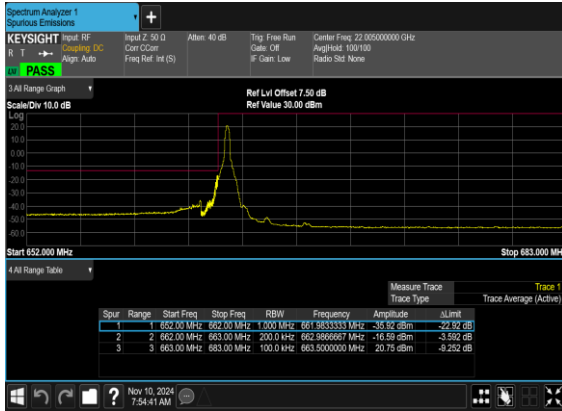 Spectrum Analyzer 1
Spurious Emissions
KEYSIGHT Input: RF Input Z: 50 Ω Atten: 40 dB Trig: Free Run Center Freq: 22.005000000 GHz
R T Coupling: DC Corr CCorr Gate: Off Avg|Hold: 100/100
Align: Auto Freq Ref: Int (S) IF Gain: Low Radio Std: None
PASS
3 All Range Graph
Ref Lvl Offset 7.50 dB
Scale/Div 10.0 dB Ref Value 30.00 dBm
Log
20.0
10.0
0.00
-10.0
-20.0
-30.0
-40.0
-50.0
-60.0
Start 652.000 MHz Stop 683.000 MH
4 All Range Table
Measure Trace Trace 1
Trace Type Trace Average (Active)
Spur Range Start Freq Stop Freq RBW Frequency Amplitude ΔLimit
1 1 652.00 MHz 662.00 MHz 1.000 MHz 661.9833333 MHz -35.92 dBm -22.92 dB
2 2 662.00 MHz 663.00 MHz 200.0 kHz 662.9866667 MHz -16.59 dBm -3.592 dB
3 3 663.00 MHz 683.00 MHz 100.0 kHz 663.5000000 MHz 20.75 dBm -9.252 dB
? Nov 10, 2024
7:54:41 AM